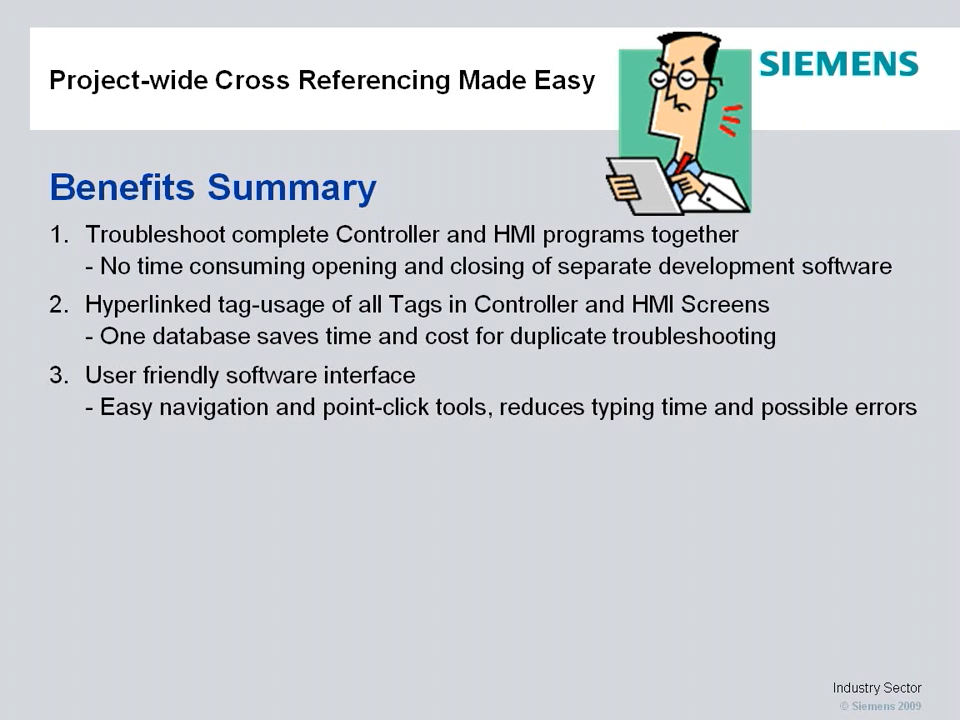 Project-wide Cross Referencing Made Easy
SIEMENS
Benefits Summary
1. Troubleshoot complete Controller and HMI programs together
- No time consuming opening and closing of separate development software
2. Hyperlinked tag-usage of all Tags in Controller and HMI Screens
- One database saves time and cost for duplicate troubleshooting
3. User friendly software interface
- Easy navigation and point-click tools, reduces typing time and possible errors
Industry Sector
© Siemens 2009